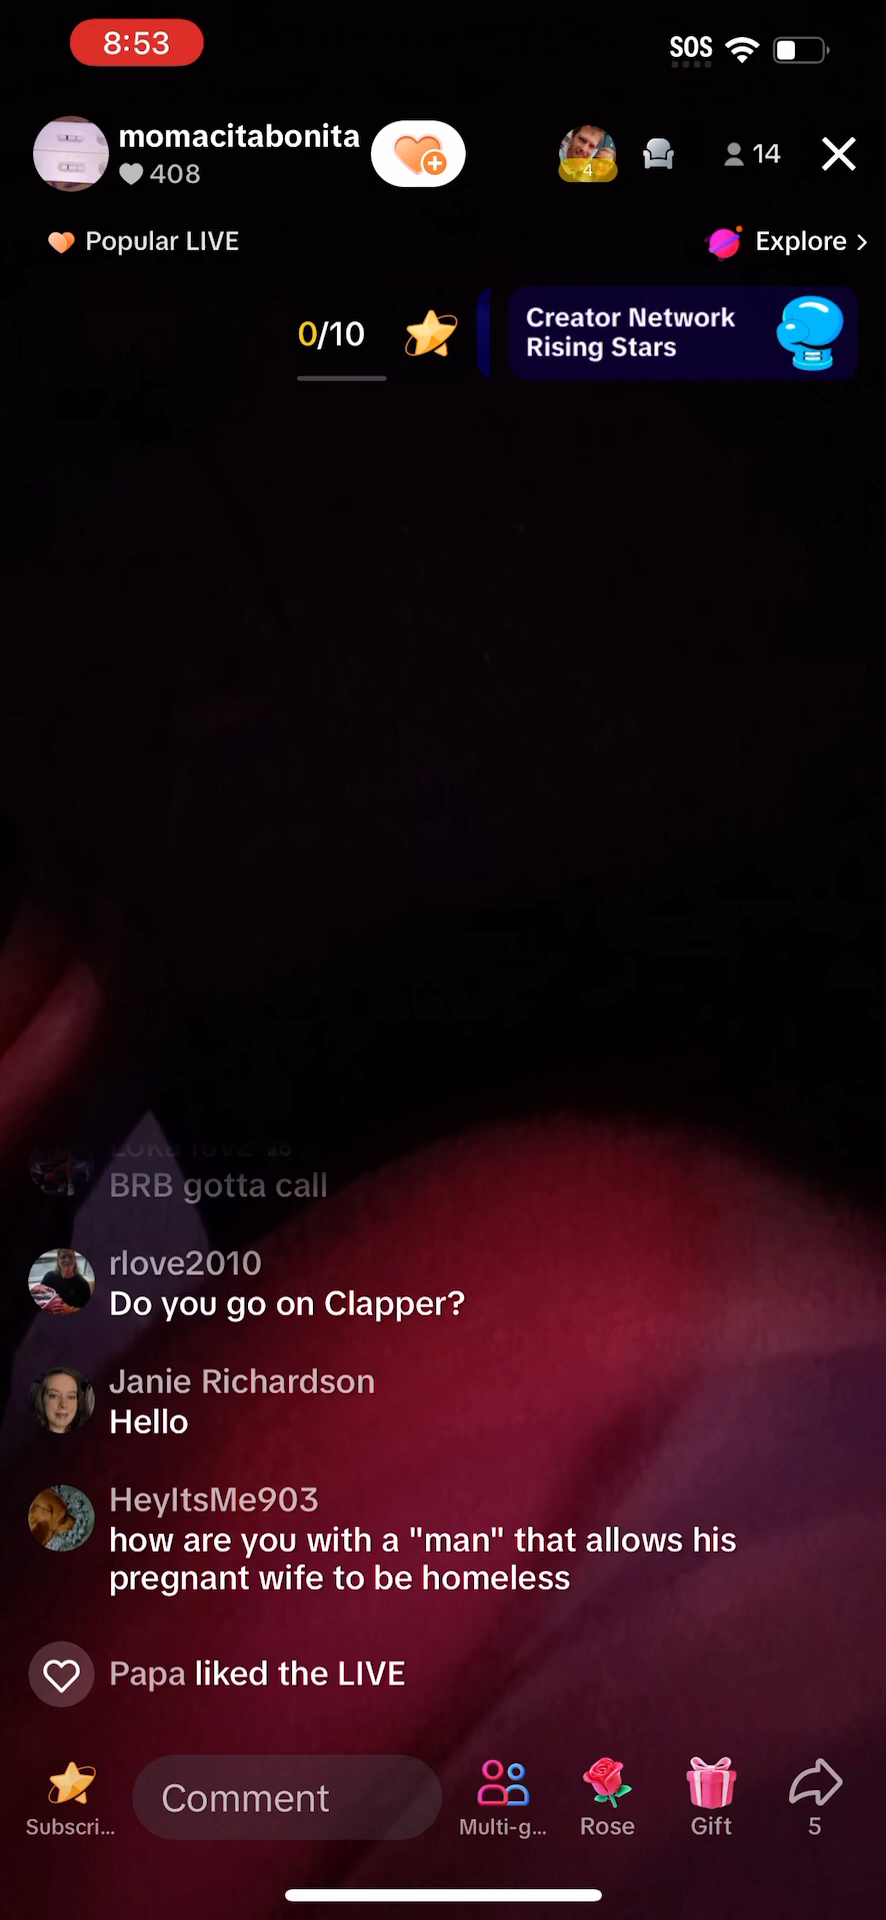 8:53
SOS
momacitabonita
408
4
14
Popular LIVE
Explore >
0/10
Creator Network
Rising Stars
BRB gotta call
rlove2010
Do you go on Clapper?
Janie Richardson
Hello
HeyItsMe903
how are you with a "man" that allows his
pregnant wife to be homeless
Papa liked the LIVE
Comment
Subscri...
Multi-g...
Rose
Gift
5